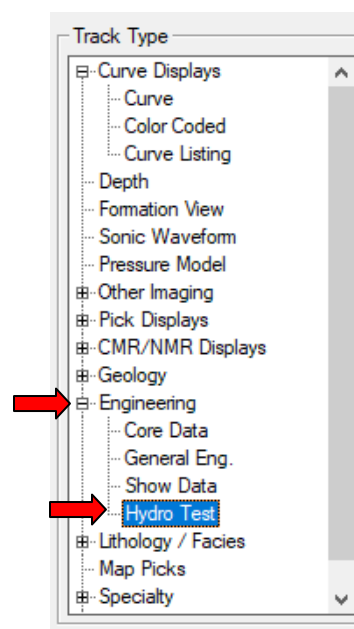 Track Type
Curve Displays
Curve
Color Coded
Curve Listing
Depth
Formation View
Sonic Waveform
Pressure Model
Other Imaging
Pick Displays
CMR/NMR Displays
Geology
Engineering
Core Data
General Eng.
Show Data
Hydro Test
Lithology / Facies
Map Picks
Specialty